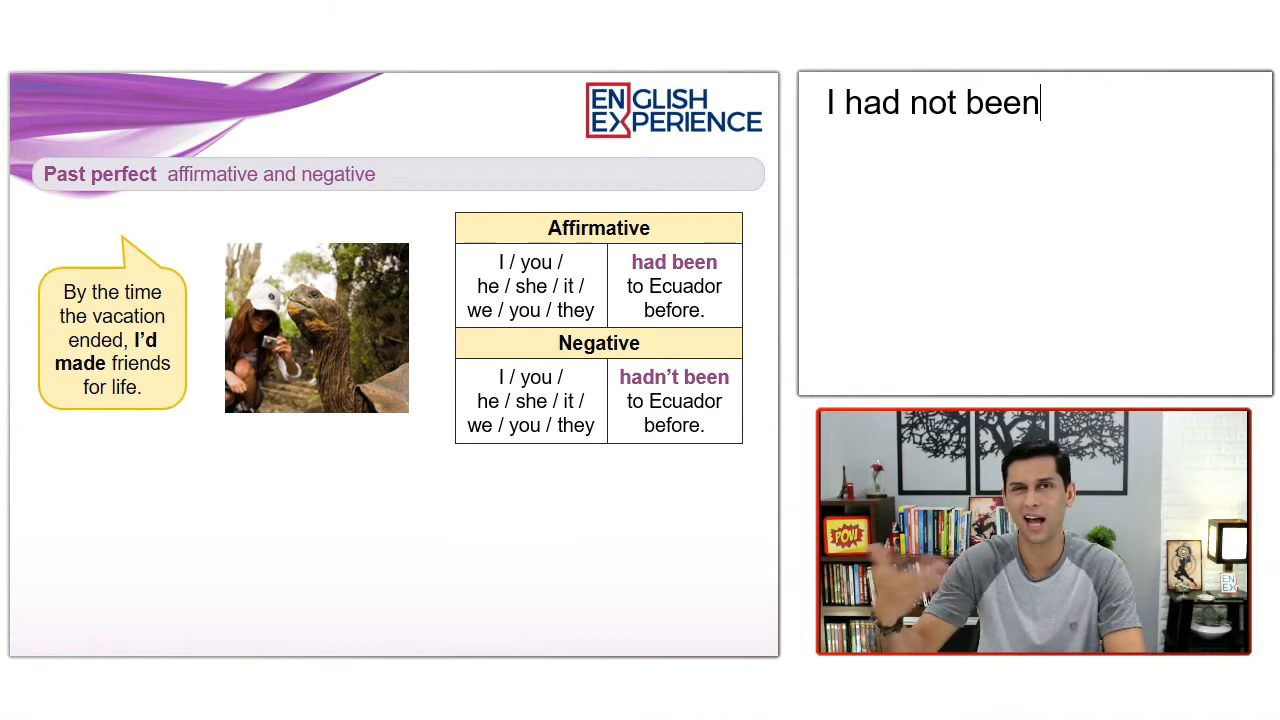 ENGLISH
EXPERIENCE
Past perfect affirmative and negative
By the time
the vacation
ended, I’d
made friends
for life.
Affirmative
I / you /
he / she / it /
we / you / they
had been
to Ecuador
before.
Negative
I / you /
he / she / it /
we / you / they
hadn’t been
to Ecuador
before.
I had not been
POW!
EN
EX